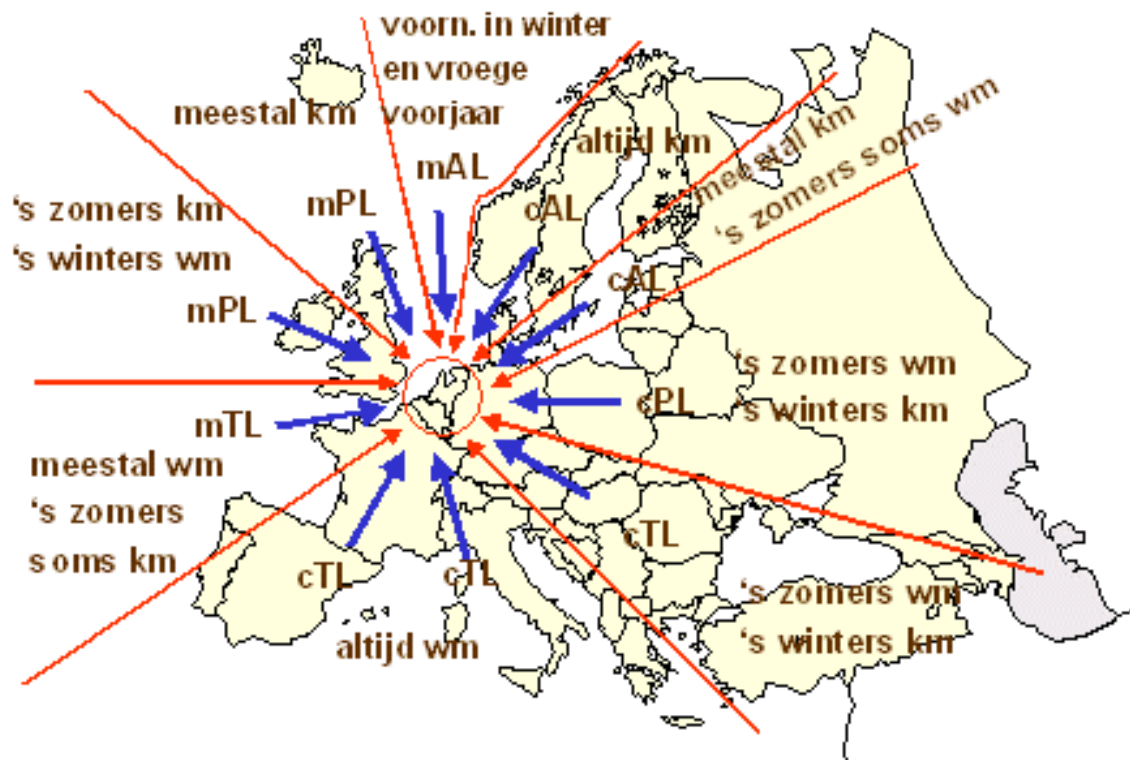 voorn. in winter
en vroege
meestal km voorjaar
altijd km
mAL
meestal km
's zomers soms wm
‘s zomers km
mPL
cAL
‘s winters wm
cAL
mPL
‘s zomers wm
‘s winters km
cPL
mTL
meestal wm
‘s zomers
soms km
cTL
cTL
cTL
‘s zomers wm
altijd wm
‘s winters km